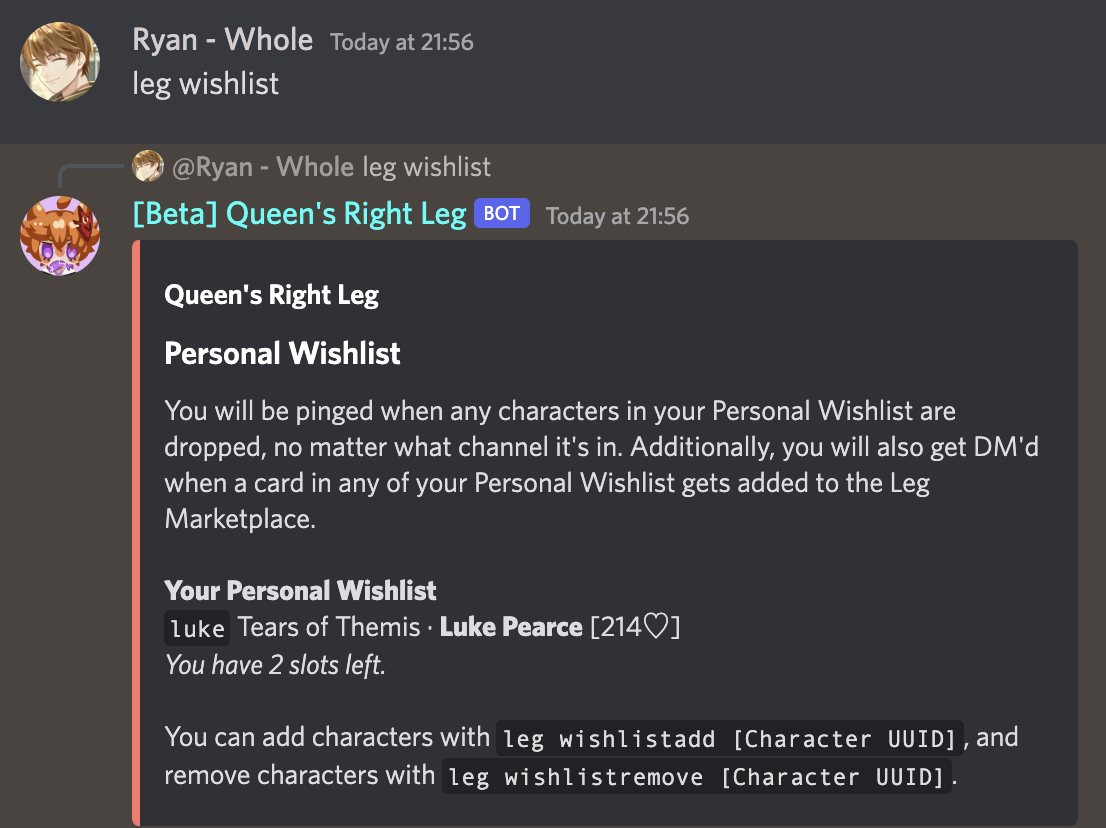 Ryan - Whole Today at 21:56
leg wishlist
@Ryan - Whole leg wishlist
[Beta] Queen's Right Leg BOT Today at 21:56
Queen's Right Leg
Personal Wishlist
You will be pinged when any characters in your Personal Wishlist are
dropped, no matter what channel it's in. Additionally, you will also get DM'd
when a card in any of your Personal Wishlist gets added to the Leg
Marketplace.
Your Personal Wishlist
luke Tears of Themis · Luke Pearce [214♡]
You have 2 slots left.
You can add characters with leg wishlistadd [Character UUID], and
remove characters with leg wishlistremove [Character UUID].